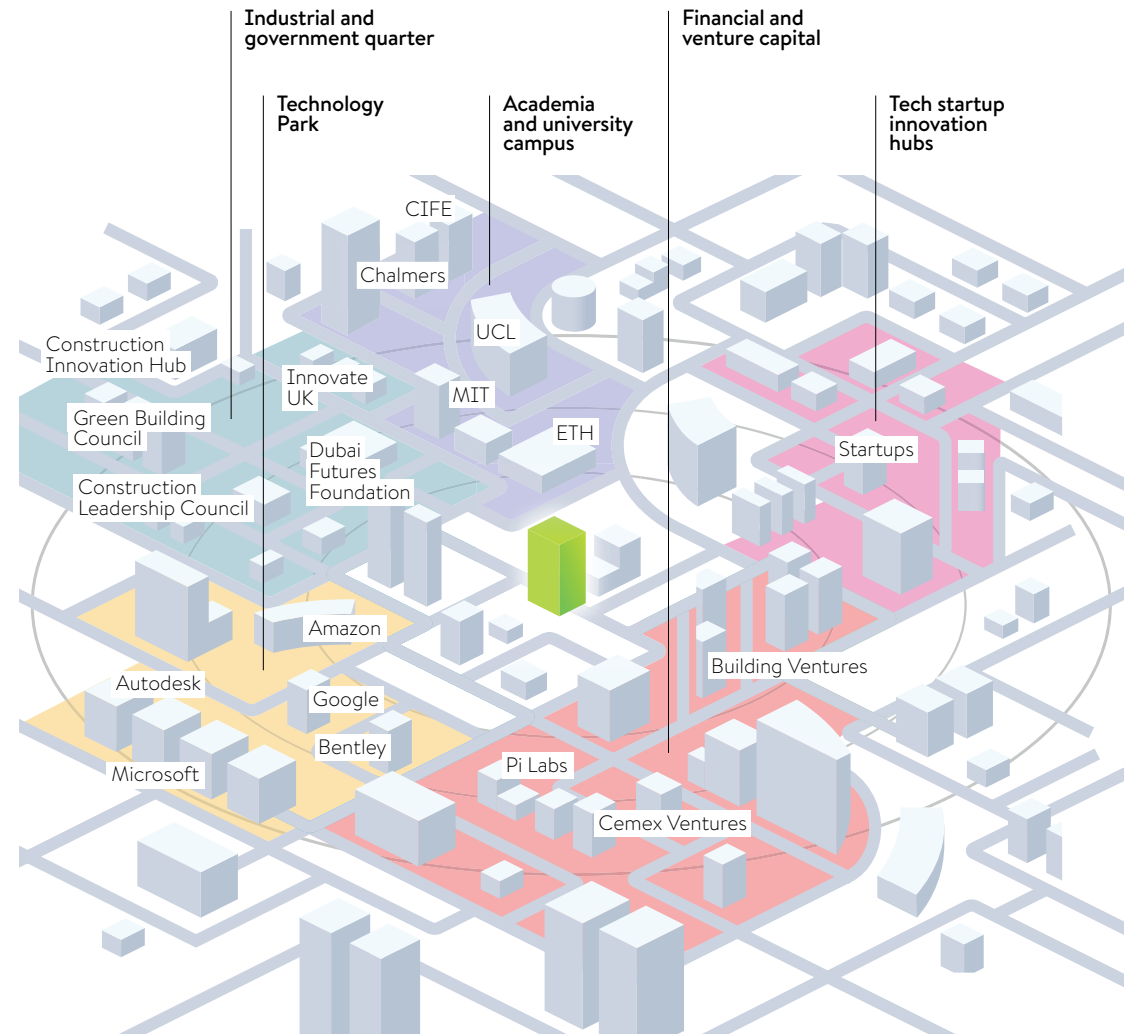 Industrial and
government quarter
Financial and
venture capital
Technology
Park
Academia
and university
campus
Tech startup
innovation
hubs
CIFE
Chalmers
UCL
Construction
Innovation Hub
Innovate
UK
MIT
Green Building
Council
ETH
Dubai
Futures
Foundation
Startups
Construction
Leadership Council
Amazon
Building Ventures
Autodesk
Google
Bentley
Pi Labs
Microsoft
Cemex Ventures